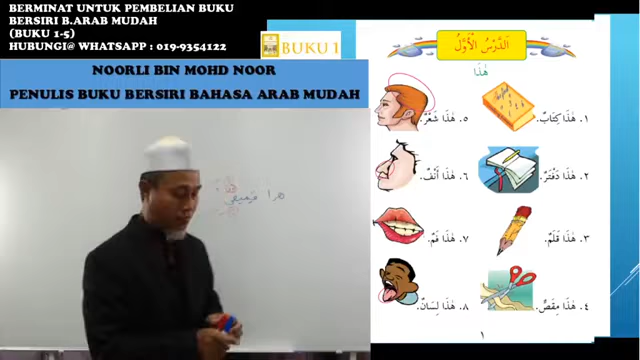 BERMINAT UNTUK PEMBELIAN BUKU
BERSIRI B.ARAB MUDAH
(BUKU 1-5)
HUBUNGI@ WHATSAPP : 019-9354122
BUKU 1
NOORLI BIN MOHD NOOR
PENULIS BUKU BERSIRI BAHASA ARAB MUDAH
اَلدَّرْسُ الْأَوَّلُ
هٰذَا
١. هٰذَا كِتَابٌ.
٥. هٰذَا شَعْرٌ.
٢. هٰذَا دَفْتَرٌ.
٦. هٰذَا أَنْفٌ.
٣. هٰذَا قَلَمٌ.
٧. هٰذَا فَمٌ.
٤. هٰذَا مِقَصٌّ.
٨. هٰذَا لِسَانٌ.
١